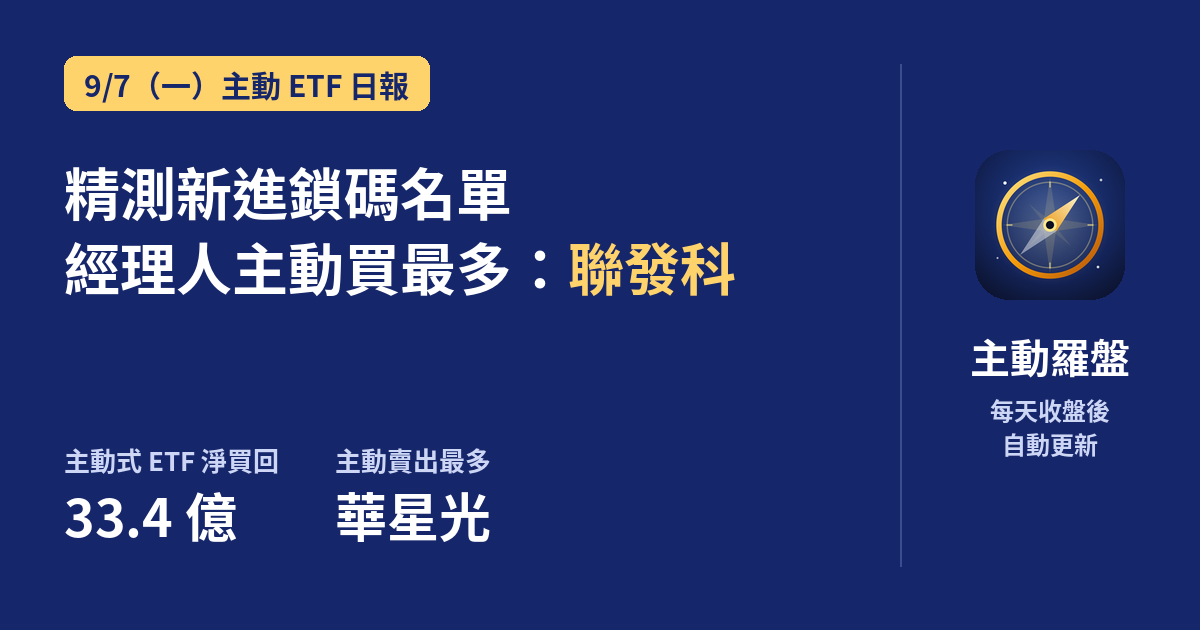 9/7（一）主動 ETF 日報
精測新進鎖碼名單
經理人主動買最多：聯發科
主動式 ETF 淨買回
33.4 億
主動賣出最多
華星光
主動羅盤
每天收盤後
自動更新